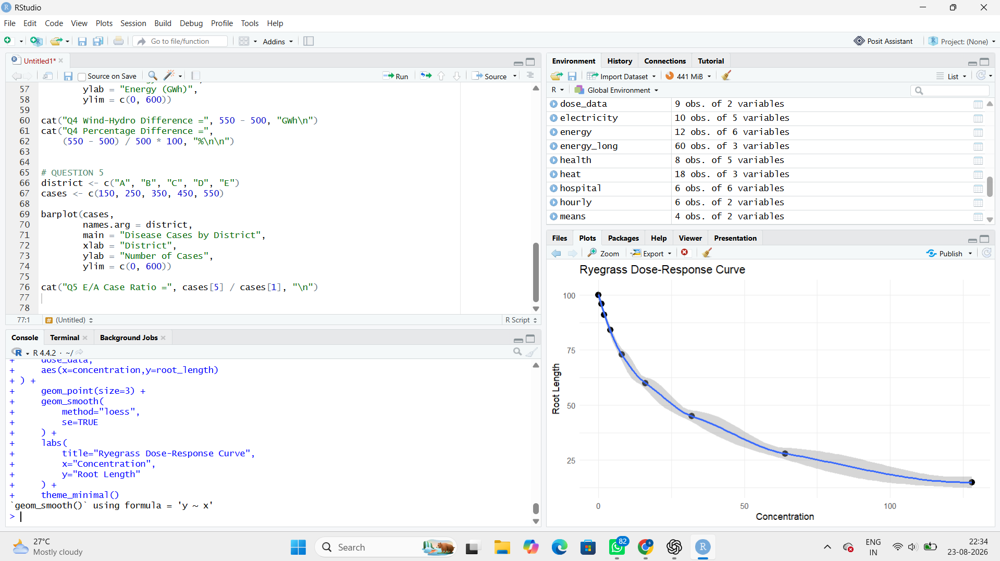 RStudio
File Edit Code View Plots Session Build Debug Profile Tools Help
Go to file/function Addins Posit Assistant Project: (None)
Untitled1*
Source on Save Run Source
57 ylab = "Energy (GWh)",
58 ylim = c(0, 600))
59
60 cat("Q4 Wind-Hydro Difference =", 550 - 500, "GWh\n")
61 cat("Q4 Percentage Difference =",
62 (550 - 500) / 500 * 100, "%\n\n")
63
64
65 # QUESTION 5
66 district <- c("A", "B", "C", "D", "E")
67 cases <- c(150, 250, 350, 450, 550)
68
69 barplot(cases,
70 names.arg = district,
71 main = "Disease Cases by District",
72 xlab = "District",
73 ylab = "Number of Cases",
74 ylim = c(0, 600))
75
76 cat("Q5 E/A Case Ratio =", cases[5] / cases[1], "\n")
77
78
77:1 # (Untitled) R Script
Console Terminal Background Jobs
R R 4.4.2 · ~/
+ dose_data,
+ aes(x=concentration,y=root_length)
+ ) +
+ geom_point(size=3) +
+ geom_smooth(
+ method="loess",
+ se=TRUE
+ ) +
+ labs(
+ title="Ryegrass Dose-Response Curve",
+ x="Concentration",
+ y="Root Length"
+ ) +
+ theme_minimal()
`geom_smooth()` using formula = 'y ~ x'
>
Environment History Connections Tutorial
Import Dataset 441 MiB List
R Global Environment
dose_data 9 obs. of 2 variables
electricity 10 obs. of 5 variables
energy 12 obs. of 6 variables
energy_long 60 obs. of 3 variables
health 8 obs. of 5 variables
heat 18 obs. of 3 variables
hospital 6 obs. of 6 variables
hourly 6 obs. of 2 variables
means 4 obs. of 2 variables
Files Plots Packages Help Viewer Presentation
Zoom Export Publish
Ryegrass Dose-Response Curve
100
75
50
25
Root Length
0 50 100
Concentration
27°C
Mostly cloudy
Search
82
ENG
IN
22:34
23-08-2026